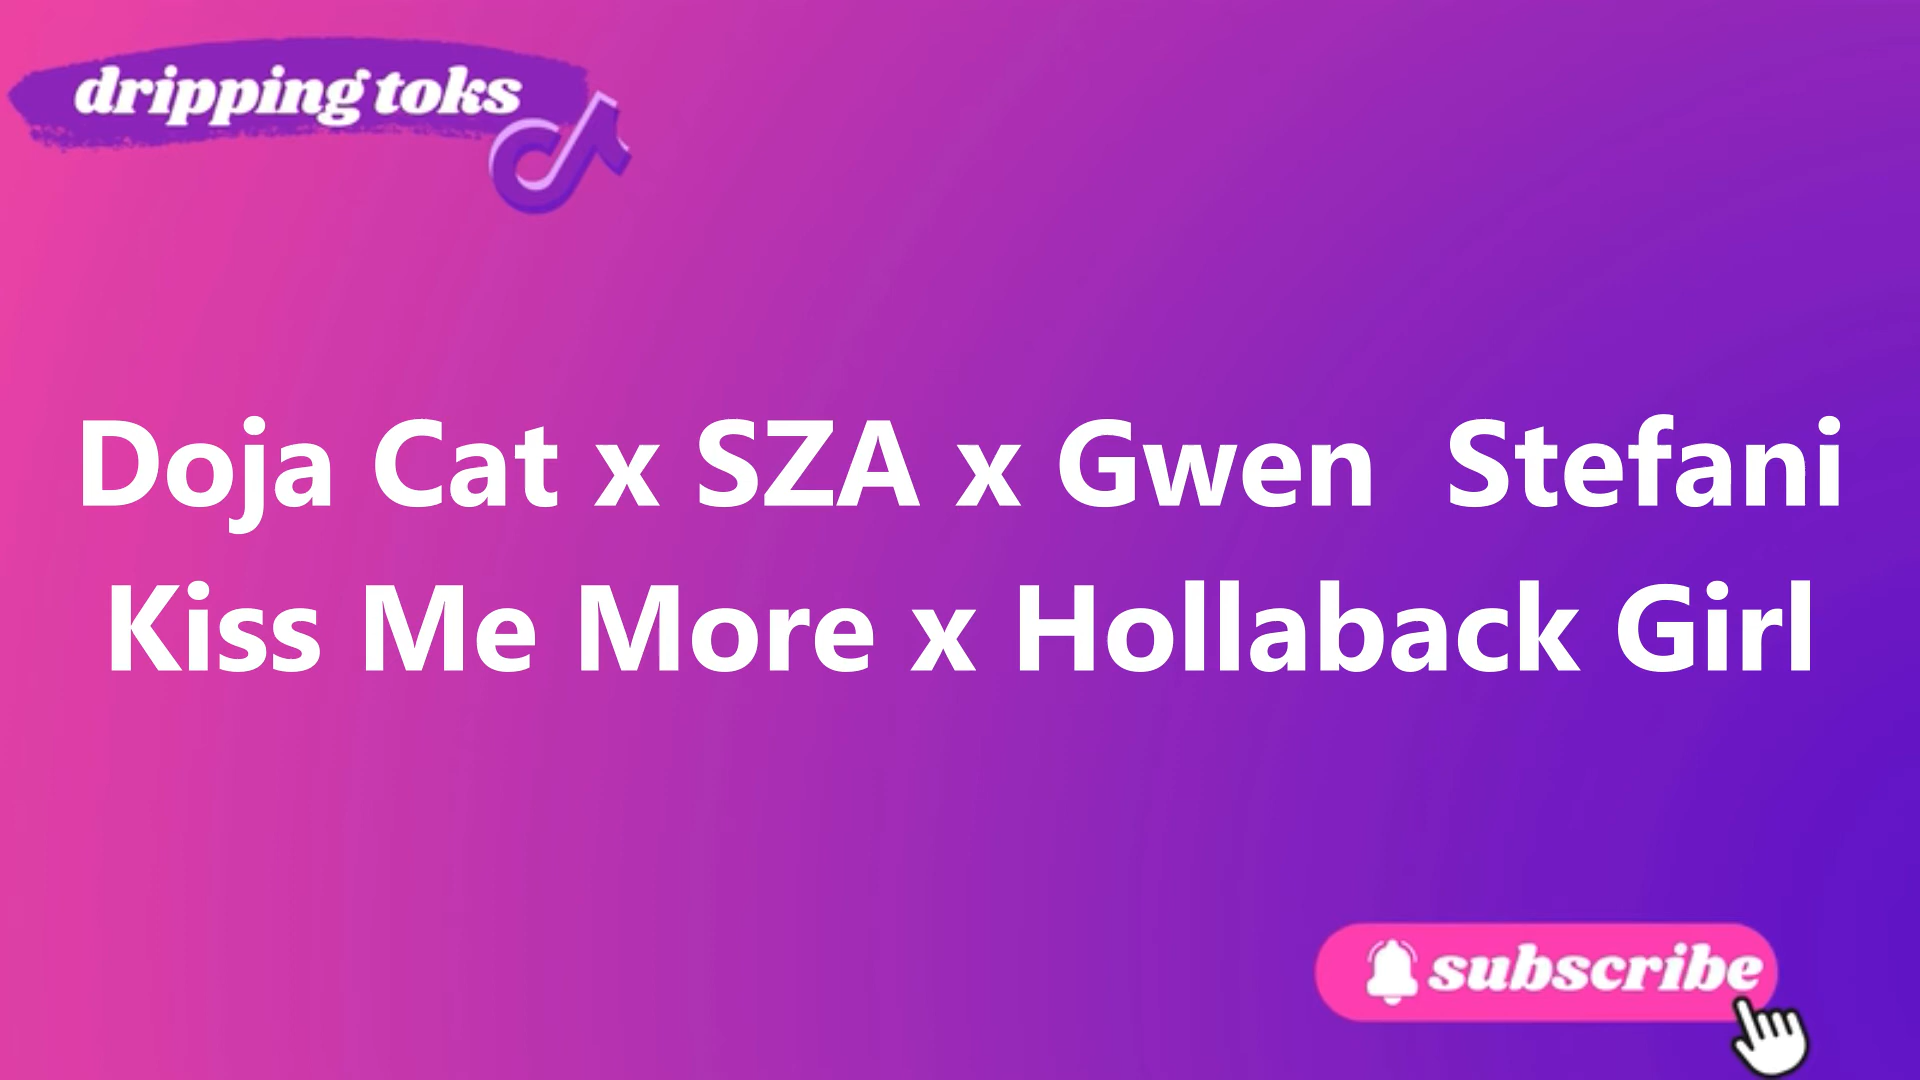 dripping toks
Doja Cat x SZA x Gwen  Stefani
Kiss Me More x Hollaback Girl
subscribe